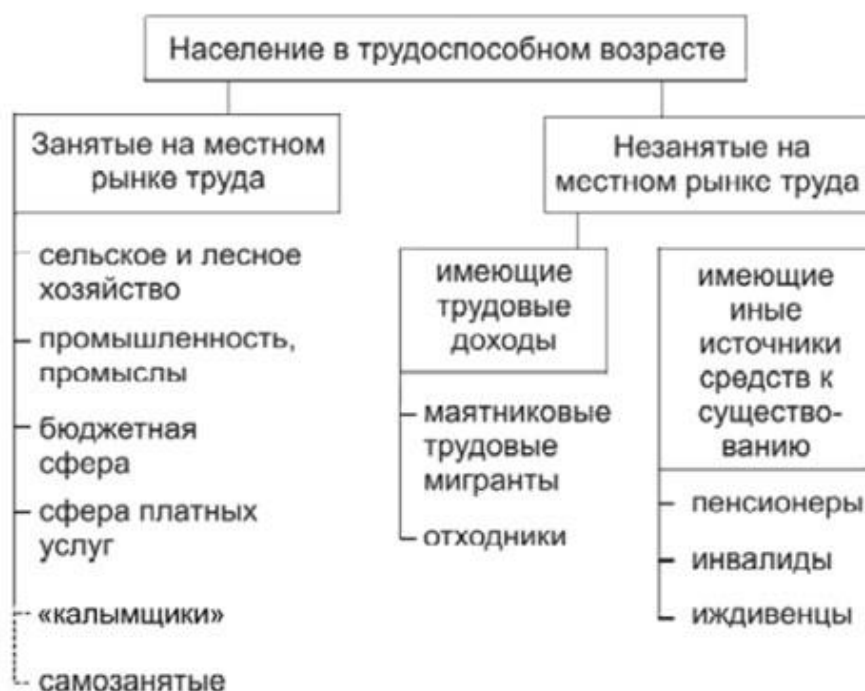 Население в трудоспособном возрасте
Занятые на местном
рынке труда
сельское и лесное
хозяйство
промышленность,
промыслы
бюджетная
сфера
сфера платных
услуг
«калымщики»
самозанятые
Незанятые на
местном рынке труда
имеющие
трудовые
доходы
маятниковые
трудовые
мигранты
отходники
имеющие
иные
источники
средств к
существо-
ванию
пенсионеры
инвалиды
иждивенцы